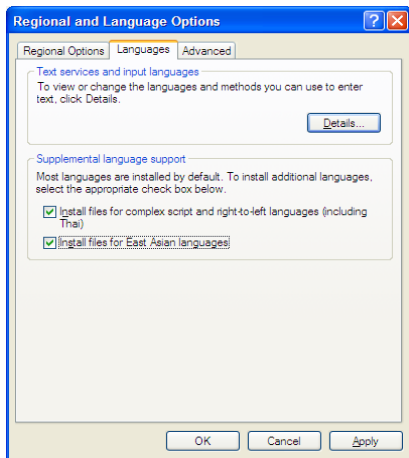 Regional and Language Options
Regional Options Languages Advanced
Text services and input languages
To view or change the languages and methods you can use to enter
text, click Details.
Details...
Supplemental language support
Most languages are installed by default. To install additional languages,
select the appropriate check box below.
Install files for complex script and right-to-left languages (including
Thai)
Install files for East Asian languages
OK Cancel Apply